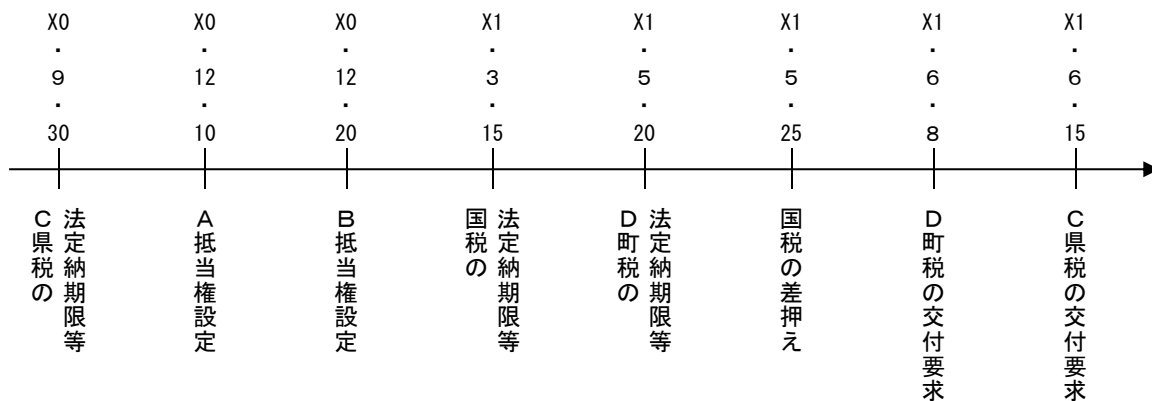 X0・9・30
X0・12・10
X0・12・20
X1・3・15
X1・5・20
X1・5・25
X1・6・8
X1・6・15
法定納期限等
C県税の
A抵当権設定
B抵当権設定
法定納期限等
国税の
法定納期限等
D町税の
国税の差押え
D町税の交付要求
C県税の交付要求